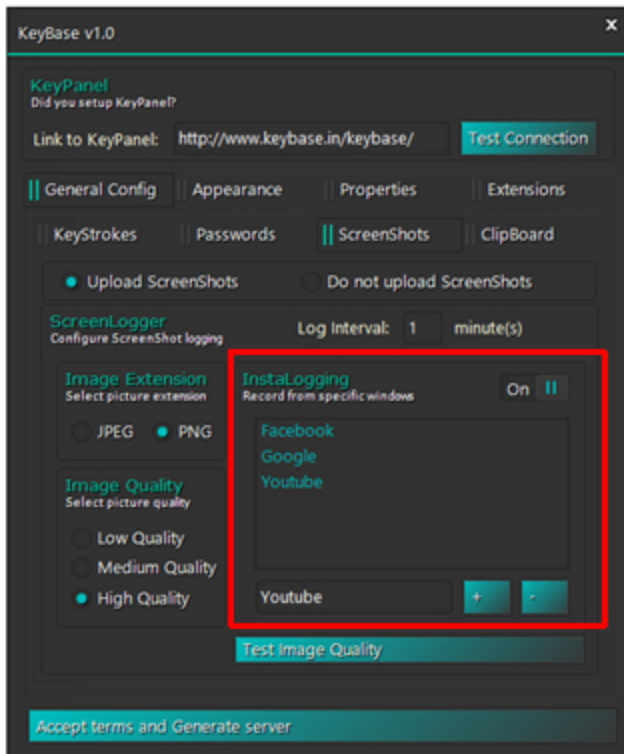 KeyBase v1.0 x
KeyPanel
Did you setup KeyPanel?
Link to KeyPanel: http://www.keybase.in/keybase/ Test Connection
General Config Appearance Properties Extensions
KeyStrokes Passwords ScreenShots ClipBoard
Upload ScreenShots Do not upload ScreenShots
ScreenLogger Log Interval: 1 minute(s)
Configure ScreenShot logging
Image Extension
Select picture extension
JPEG PNG
Image Quality
Select picture quality
Low Quality
Medium Quality
High Quality
InstaLogging On
Record from specific windows
Facebook
Google
Youtube
Youtube + -
Test Image Quality
Accept terms and Generate server